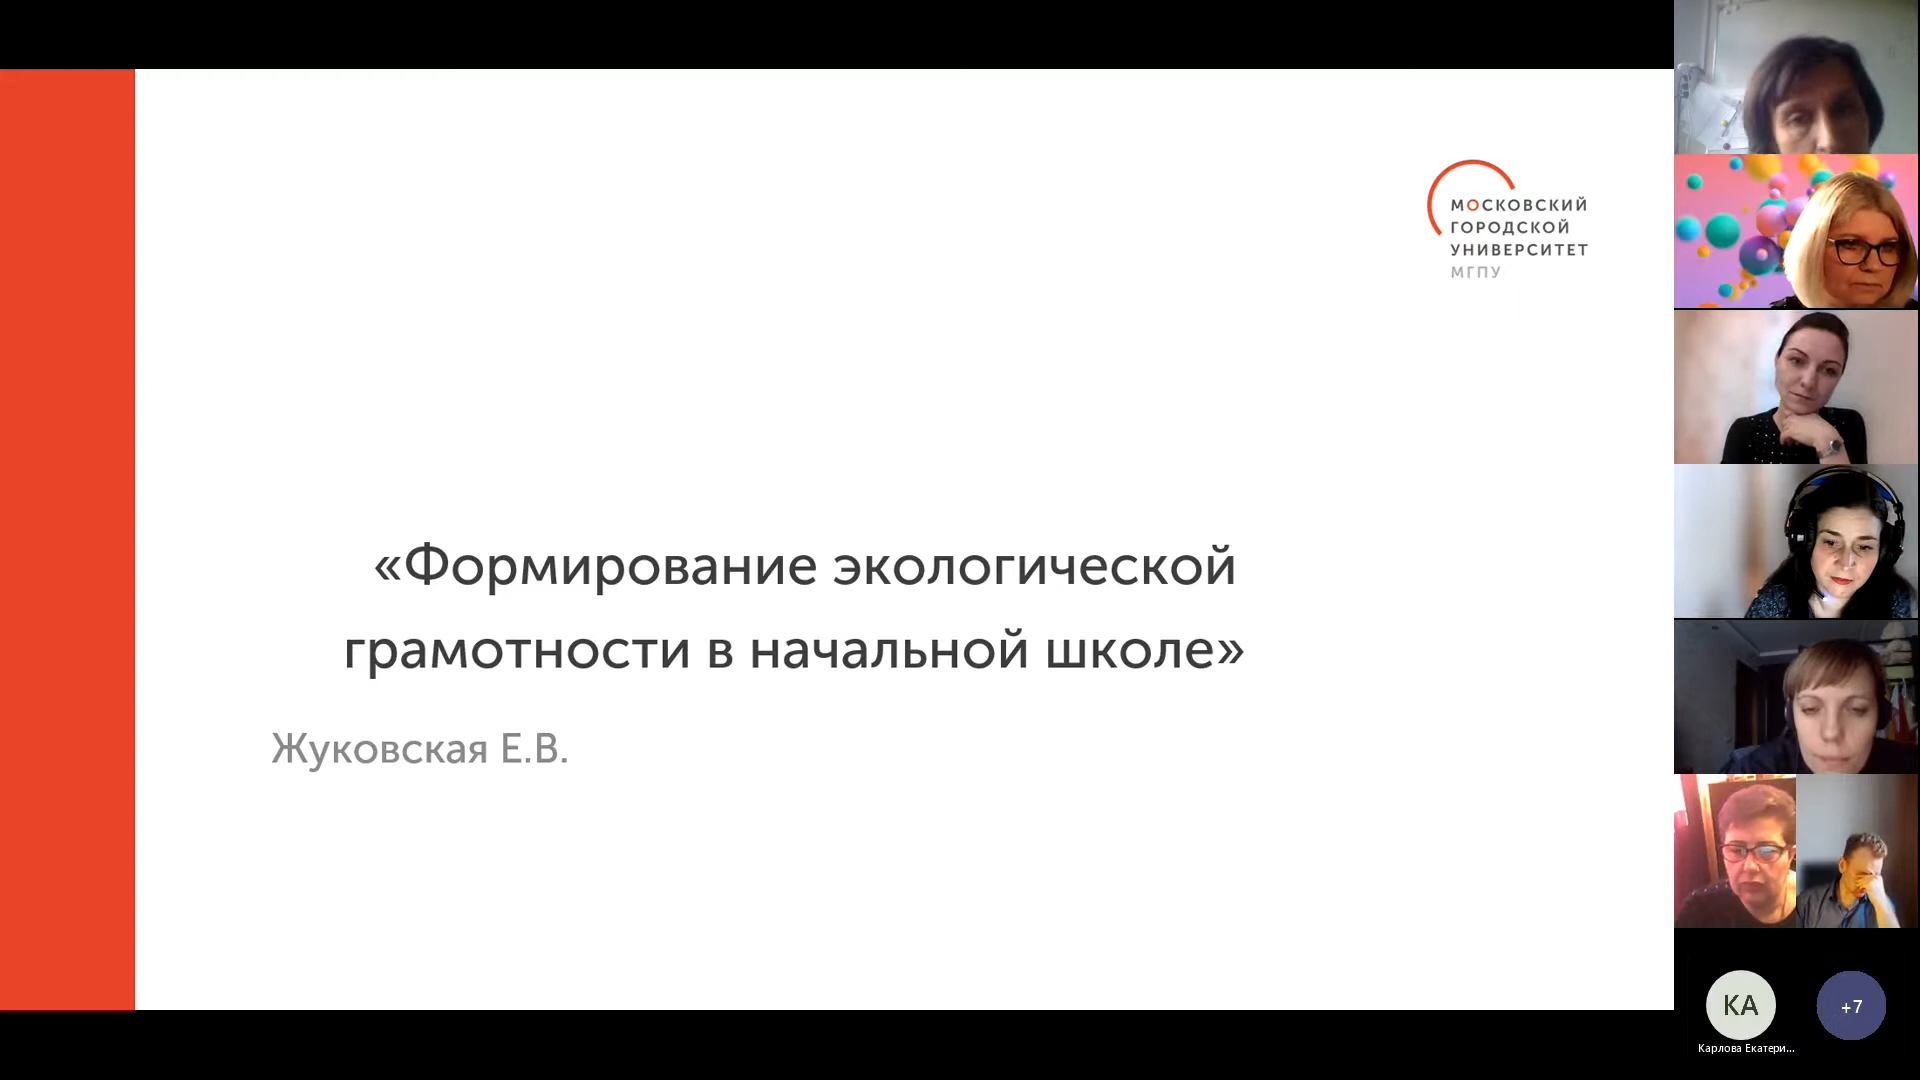 МОСКОВСКИЙ
ГОРОДСКОЙ
УНИВЕРСИТЕТ
МГПУ
«Формирование экологической
грамотности в начальной школе»
Жуковская Е.В.
КА
+7
Карлова Екатери...